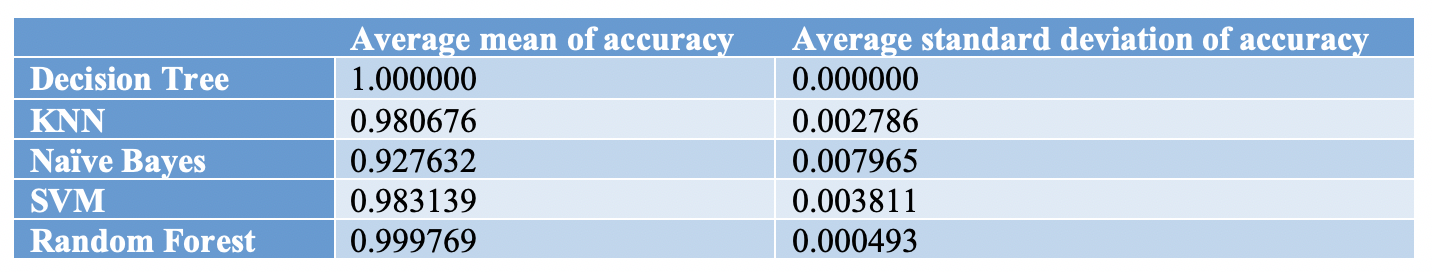 Average mean of accuracy Average standard deviation of accuracy
Decision Tree 1.000000 0.000000
KNN 0.980676 0.002786
Naïve Bayes 0.927632 0.007965
SVM 0.983139 0.003811
Random Forest 0.999769 0.000493